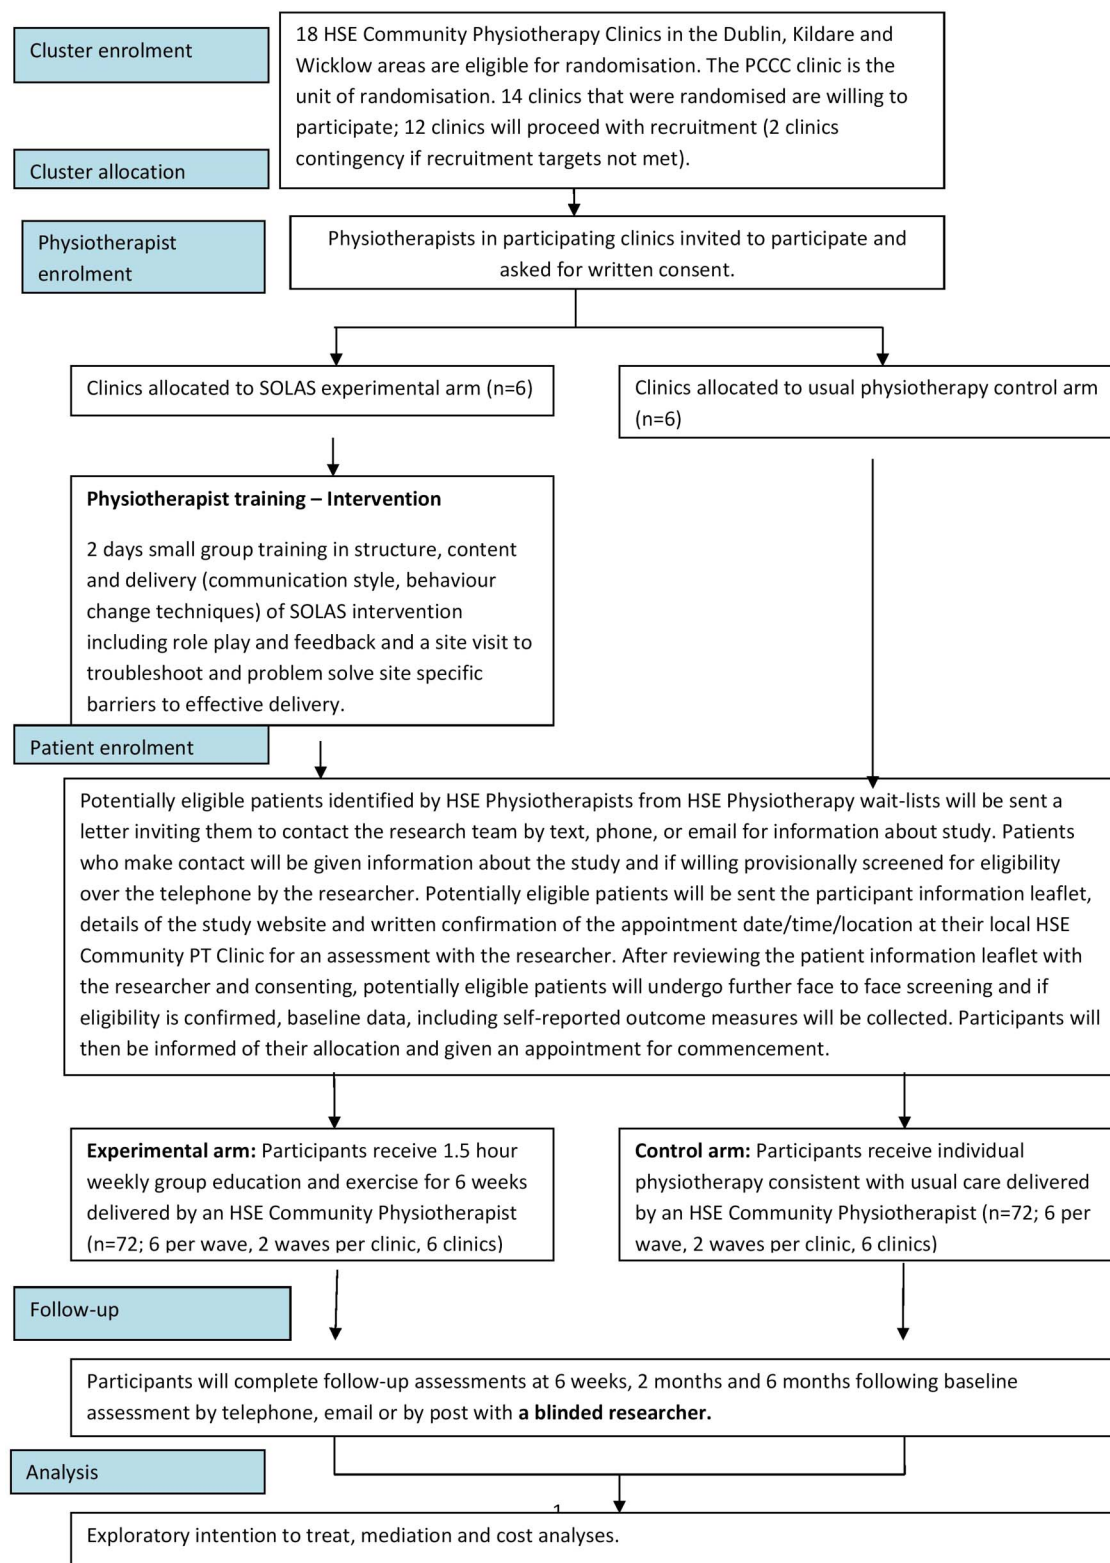 Cluster enrolment
18 HSE Community Physiotherapy Clinics in the Dublin, Kildare and
Wicklow areas are eligible for randomisation. The PCCC clinic is the
unit of randomisation. 14 clinics that were randomised are willing to
participate; 12 clinics will proceed with recruitment (2 clinics
contingency if recruitment targets not met).
Cluster allocation
Physiotherapist
enrolment
Physiotherapists in participating clinics invited to participate and
asked for written consent.
Clinics allocated to SOLAS experimental arm (n=6)
Clinics allocated to usual physiotherapy control arm
(n=6)
Physiotherapist training – Intervention
2 days small group training in structure, content
and delivery (communication style, behaviour
change techniques) of SOLAS intervention
including role play and feedback and a site visit to
troubleshoot and problem solve site specific
barriers to effective delivery.
Patient enrolment
Potentially eligible patients identified by HSE Physiotherapists from HSE Physiotherapy wait-lists will be sent a
letter inviting them to contact the research team by text, phone, or email for information about study. Patients
who make contact will be given information about the study and if willing provisionally screened for eligibility
over the telephone by the researcher. Potentially eligible patients will be sent the participant information leaflet,
details of the study website and written confirmation of the appointment date/time/location at their local HSE
Community PT Clinic for an assessment with the researcher. After reviewing the patient information leaflet with
the researcher and consenting, potentially eligible patients will undergo further face to face screening and if
eligibility is confirmed, baseline data, including self-reported outcome measures will be collected. Participants will
then be informed of their allocation and given an appointment for commencement.
Experimental arm: Participants receive 1.5 hour
weekly group education and exercise for 6 weeks
delivered by an HSE Community Physiotherapist
(n=72; 6 per wave, 2 waves per clinic, 6 clinics)
Control arm: Participants receive individual
physiotherapy consistent with usual care delivered
by an HSE Community Physiotherapist (n=72; 6 per
wave, 2 waves per clinic, 6 clinics)
Follow-up
Participants will complete follow-up assessments at 6 weeks, 2 months and 6 months following baseline
assessment by telephone, email or by post with a blinded researcher.
Analysis
1
Exploratory intention to treat, mediation and cost analyses.